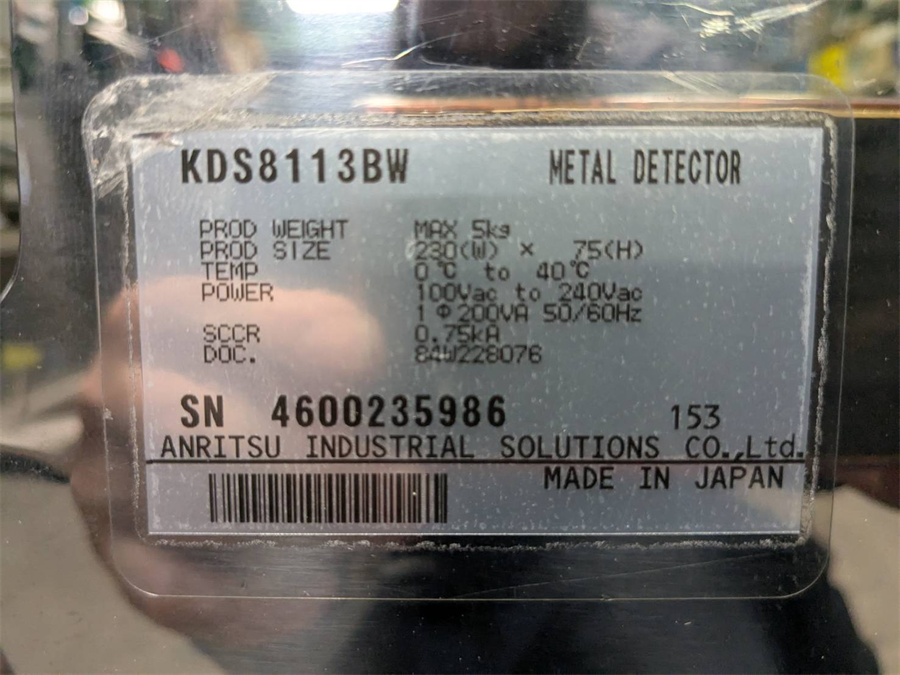 KDS8113BW METAL DETECTOR
PROD WEIGHT MAX 5kg
PROD SIZE 230(W) × 75(H)
TEMP 0℃ to 40℃
POWER 100Vac to 240Vac
1Φ200VA 50/60Hz
SCCR 0.75kA
DOC. 84W228076
SN 4600235986 153
ANRITSU INDUSTRIAL SOLUTIONS CO.,Ltd.
MADE IN JAPAN